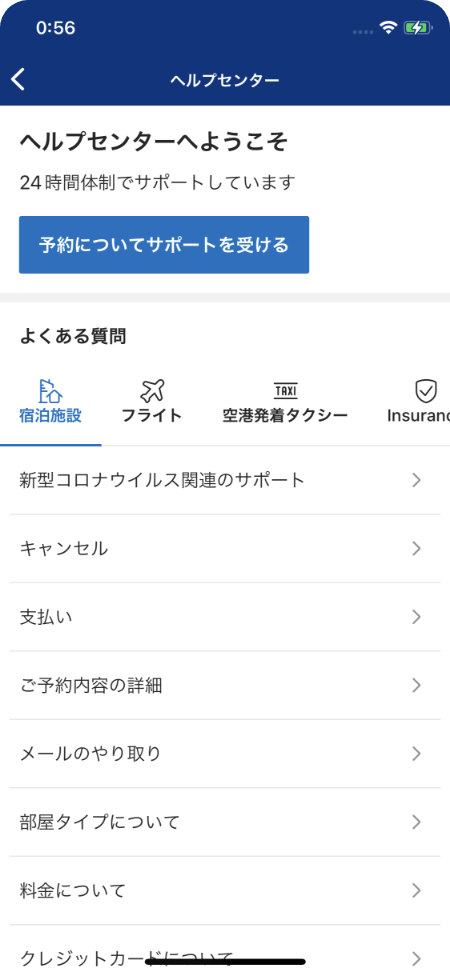 0:56
ヘルプセンター
ヘルプセンターへようこそ
24時間体制でサポートしています
予約についてサポートを受ける
よくある質問
TAXI
宿泊施設 フライト 空港発着タクシー Insuranc
新型コロナウイルス関連のサポート
キャンセル
支払い
ご予約内容の詳細
メールのやり取り
部屋タイプについて
料金について
クレジットカードについて